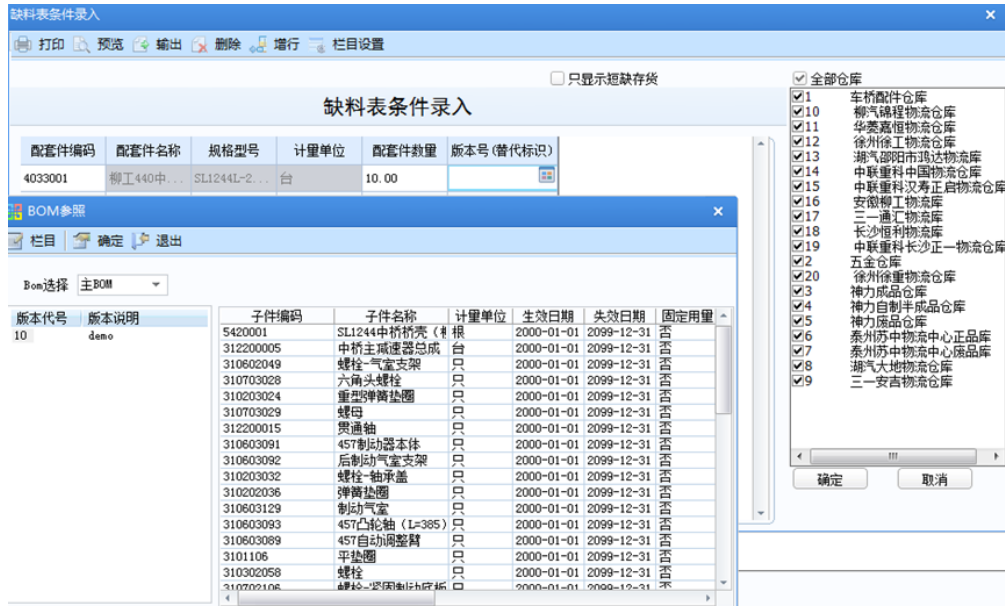 缺料表条件录入
打印 预览 输出 删除 增行 栏目设置
只显示短缺存货
缺料表条件录入
配套件编码 配套件名称 规格型号 计量单位 配套件数量 版本号(替代标识)
4033001 柳工440中... SL1244L-2... 台 10.00
BOM参照
栏目 确定 退出
Bom选择 主BOM
版本代号 版本说明
10 demo
子件编码 子件名称 计量单位 生效日期 失效日期 固定用量
5420001 SL1244中桥桥壳 ( 根 2000-01-01 2099-12-31 否
312200005 中桥主减速器总成 台 2000-01-01 2099-12-31 否
310602049 螺栓-气室支架 只 2000-01-01 2099-12-31 否
310703028 六角头螺栓 只 2000-01-01 2099-12-31 否
310203024 重型弹簧垫圈 只 2000-01-01 2099-12-31 否
310703029 螺母 只 2000-01-01 2099-12-31 否
312200015 贯通轴 只 2000-01-01 2099-12-31 否
310603091 457制动器本体 只 2000-01-01 2099-12-31 否
310603092 后制动气室支架 只 2000-01-01 2099-12-31 否
310203032 螺栓-轴承盖 只 2000-01-01 2099-12-31 否
310202036 弹簧垫圈 只 2000-01-01 2099-12-31 否
310603129 制动气室 只 2000-01-01 2099-12-31 否
310603093 457凸轮轴 (L=385) 只 2000-01-01 2099-12-31 否
310603089 457自动调整臂 只 2000-01-01 2099-12-31 否
3101106 平垫圈 只 2000-01-01 2099-12-31 否
310302058 螺栓 只 2000-01-01 2099-12-31 否
310702106 螺栓-紧固制动底板 只 2000-01-01 2099-12-31 否
全部仓库
1 车桥配件仓库
10 柳汽锦程物流仓库
11 华菱嘉恒物流仓库
12 徐州徐工物流仓库
13 湖汽邵阳市鸿达物流库
14 中联重科中国物流仓库
15 中联重科汉寿正启物流仓库
16 安徽柳工物流库
17 三一通汇物流库
18 长沙恒利物流库
19 中联重科长沙正一物流仓库
2 五金仓库
20 徐州徐重物流仓库
3 神力成品仓库
4 神力自制半成品仓库
5 神力废品仓库
6 泰州苏中物流中心正品库
7 泰州苏中物流中心废品库
8 湖汽大地物流仓库
9 三一安吉物流仓库
确定 取消